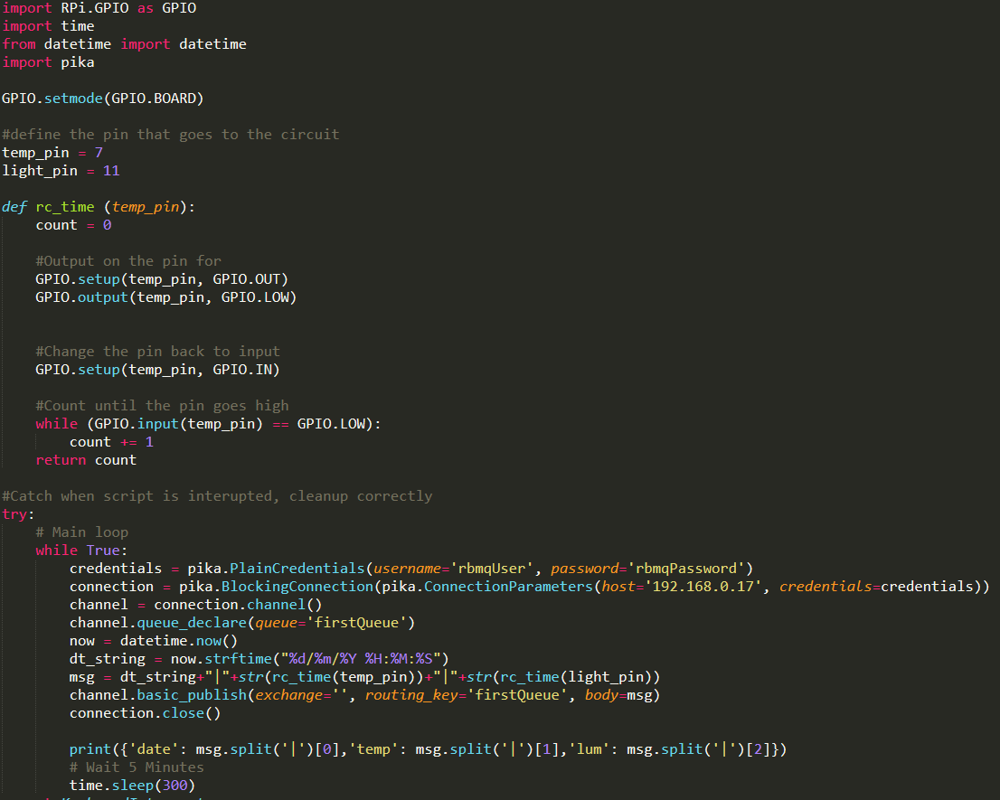 import RPi.GPIO as GPIO
import time
from datetime import datetime
import pika

GPIO.setmode(GPIO.BOARD)

#define the pin that goes to the circuit
temp_pin = 7
light_pin = 11

def rc_time (temp_pin):
    count = 0

    #Output on the pin for
    GPIO.setup(temp_pin, GPIO.OUT)
    GPIO.output(temp_pin, GPIO.LOW)


    #Change the pin back to input
    GPIO.setup(temp_pin, GPIO.IN)

    #Count until the pin goes high
    while (GPIO.input(temp_pin) == GPIO.LOW):
        count += 1
    return count

#Catch when script is interupted, cleanup correctly
try:
    # Main loop
    while True:
        credentials = pika.PlainCredentials(username='rbmqUser', password='rbmqPassword')
        connection = pika.BlockingConnection(pika.ConnectionParameters(host='192.168.0.17', credentials=credentials))
        channel = connection.channel()
        channel.queue_declare(queue='firstQueue')
        now = datetime.now()
        dt_string = now.strftime("%d/%m/%Y %H:%M:%S")
        msg = dt_string+"|"+str(rc_time(temp_pin))+"|"+str(rc_time(light_pin))
        channel.basic_publish(exchange='', routing_key='firstQueue', body=msg)
        connection.close()

        print({'date': msg.split('|')[0],'temp': msg.split('|')[1],'lum': msg.split('|')[2]})
        # Wait 5 Minutes
        time.sleep(300)